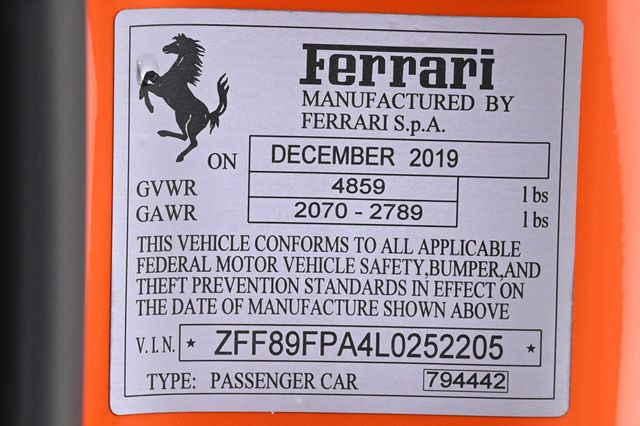 Ferrari
MANUFACTURED BY
FERRARI S.p.A.
ON DECEMBER 2019
GVWR 4859 lbs
GAWR 2070 - 2789 lbs
THIS VEHICLE CONFORMS TO ALL APPLICABLE
FEDERAL MOTOR VEHICLE SAFETY,BUMPER,AND
THEFT PREVENTION STANDARDS IN EFFECT ON
THE DATE OF MANUFACTURE SHOWN ABOVE
V.I.N. ★ ZFF89FPA4L0252205 ★
TYPE: PASSENGER CAR 794442